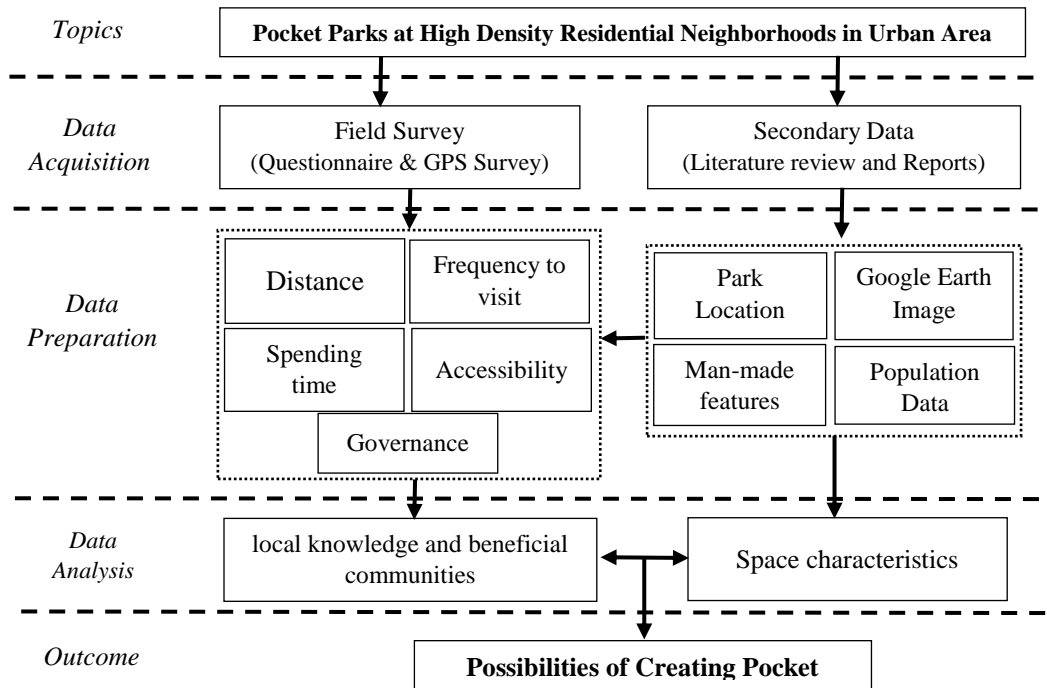 Topics
Pocket Parks at High Density Residential Neighborhoods in Urban Area
Data
Acquisition
Field Survey
(Questionnaire & GPS Survey)
Secondary Data
(Literature review and Reports)
Data
Preparation
Distance
Frequency to
visit
Spending
time
Accessibility
Governance
Park
Location
Google Earth
Image
Man-made
features
Population
Data
Data
Analysis
local knowledge and beneficial
communities
Space characteristics
Outcome
Possibilities of Creating Pocket